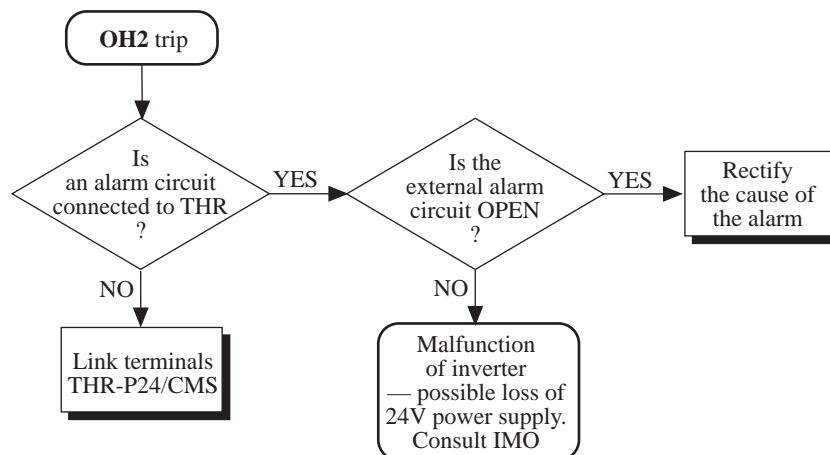 OH2 trip
Is
an alarm circuit
connected to THR
?
YES
Is the
external alarm
circuit OPEN
?
YES
Rectify
the cause of
the alarm
NO
Link terminals
THR-P24/CMS
NO
Malfunction
of inverter
— possible loss of
24V power supply.
Consult IMO